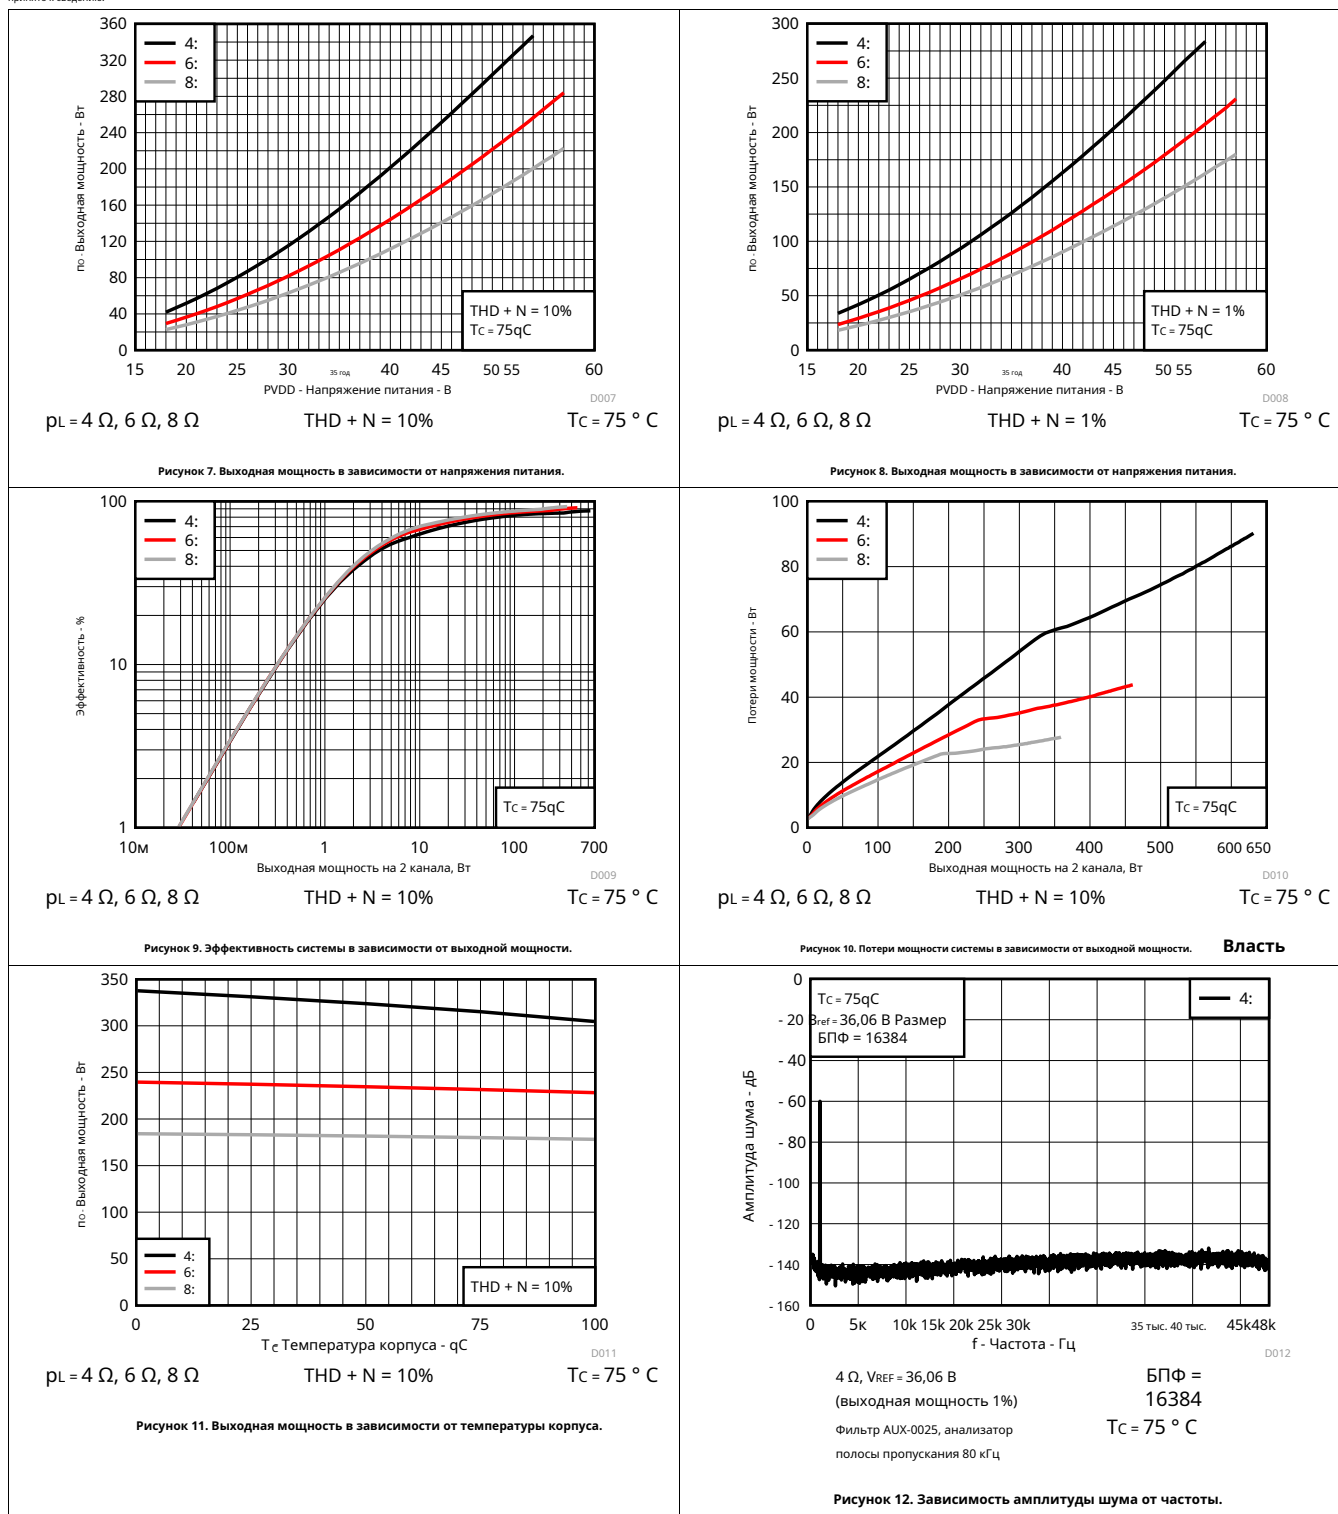 360
320
280
240
200
160
120
80
40
0
4:
6:
8:
по - Выходная мощность - Вт
THD + N = 10%
TC = 75qC
15 20 25 30 35 год 40 45 50 55 60
PVDD - Напряжение питания - В
D007
pL = 4 Ω, 6 Ω, 8 Ω THD + N = 10% TC = 75 ° C
Рисунок 7. Выходная мощность в зависимости от напряжения питания.
300
250
200
150
100
50
0
4:
6:
8:
по - Выходная мощность - Вт
THD + N = 1%
TC = 75qC
15 20 25 30 35 год 40 45 50 55 60
PVDD - Напряжение питания - В
D008
pL = 4 Ω, 6 Ω, 8 Ω THD + N = 1% TC = 75 ° C
Рисунок 8. Выходная мощность в зависимости от напряжения питания.
100
10
1
4:
6:
8:
Эффективность - %
TC = 75qC
10м 100м 1 10 100 700
Выходная мощность на 2 канала, Вт
D009
pL = 4 Ω, 6 Ω, 8 Ω THD + N = 10% TC = 75 ° C
Рисунок 9. Эффективность системы в зависимости от выходной мощности.
100
80
60
40
20
0
4:
6:
8:
Потери мощности - Вт
TC = 75qC
0 100 200 300 400 500 600 650
Выходная мощность на 2 канала, Вт
D010
pL = 4 Ω, 6 Ω, 8 Ω THD + N = 10% TC = 75 ° C
Рисунок 10. Потери мощности системы в зависимости от выходной мощности. Власть
350
300
250
200
150
100
50
0
по - Выходная мощность - Вт
4:
6:
8:
THD + N = 10%
0 25 50 75 100
TC - Температура корпуса - qC
D011
pL = 4 Ω, 6 Ω, 8 Ω THD + N = 10% TC = 75 ° C
Рисунок 11. Выходная мощность в зависимости от температуры корпуса.
0
- 20
- 40
- 60
- 80
- 100
- 120
- 140
- 160
Амплитуда шума - дБ
TC = 75qC
Вref = 36,06 В Размер
БПФ = 16384
4:
0 5к 10k 15k 20k 25k 30k 35 тыс. 40 тыс. 45k48k
f - Частота - Гц
D012
4 Ω, VREF = 36,06 В БПФ =
(выходная мощность 1%) 16384
Фильтр AUX-0025, анализатор TC = 75 ° C
полосы пропускания 80 кГц
Рисунок 12. Зависимость амплитуды шума от частоты.